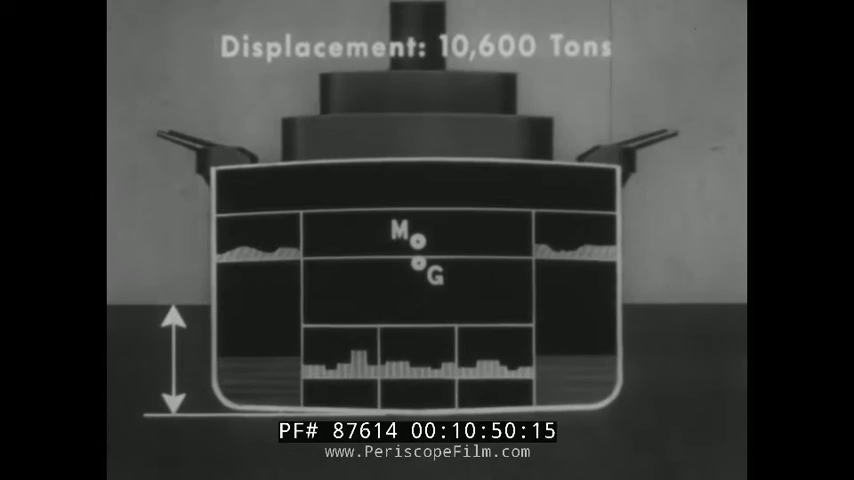 Displacement: 10,600 Tons
M
G
PF# 87614 00:10:50:15
www.PeriscopeFilm.com